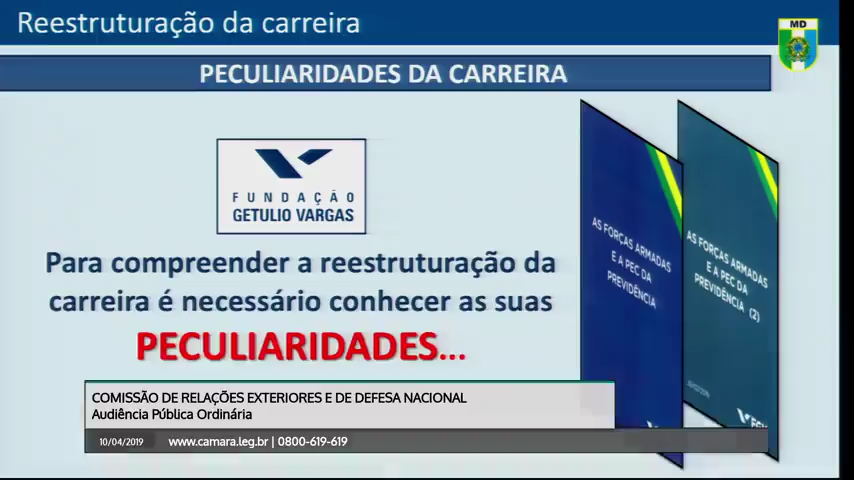 Reestruturação da carreira
MD
PECULIARIDADES DA CARREIRA
FUNDAÇÃO
GETULIO VARGAS
AS FORÇAS ARMADAS
E A PEC DA
PREVIDÊNCIA
AS FORÇAS ARMADAS
E A PEC DA
PREVIDÊNCIA (2)
Para compreender a reestruturação da
carreira é necessário conhecer as suas
PECULIARIDADES...
COMISSÃO DE RELAÇÕES EXTERIORES E DE DEFESA NACIONAL
Audiência Pública Ordinária
10/04/2019 www.camara.leg.br | 0800-619-619